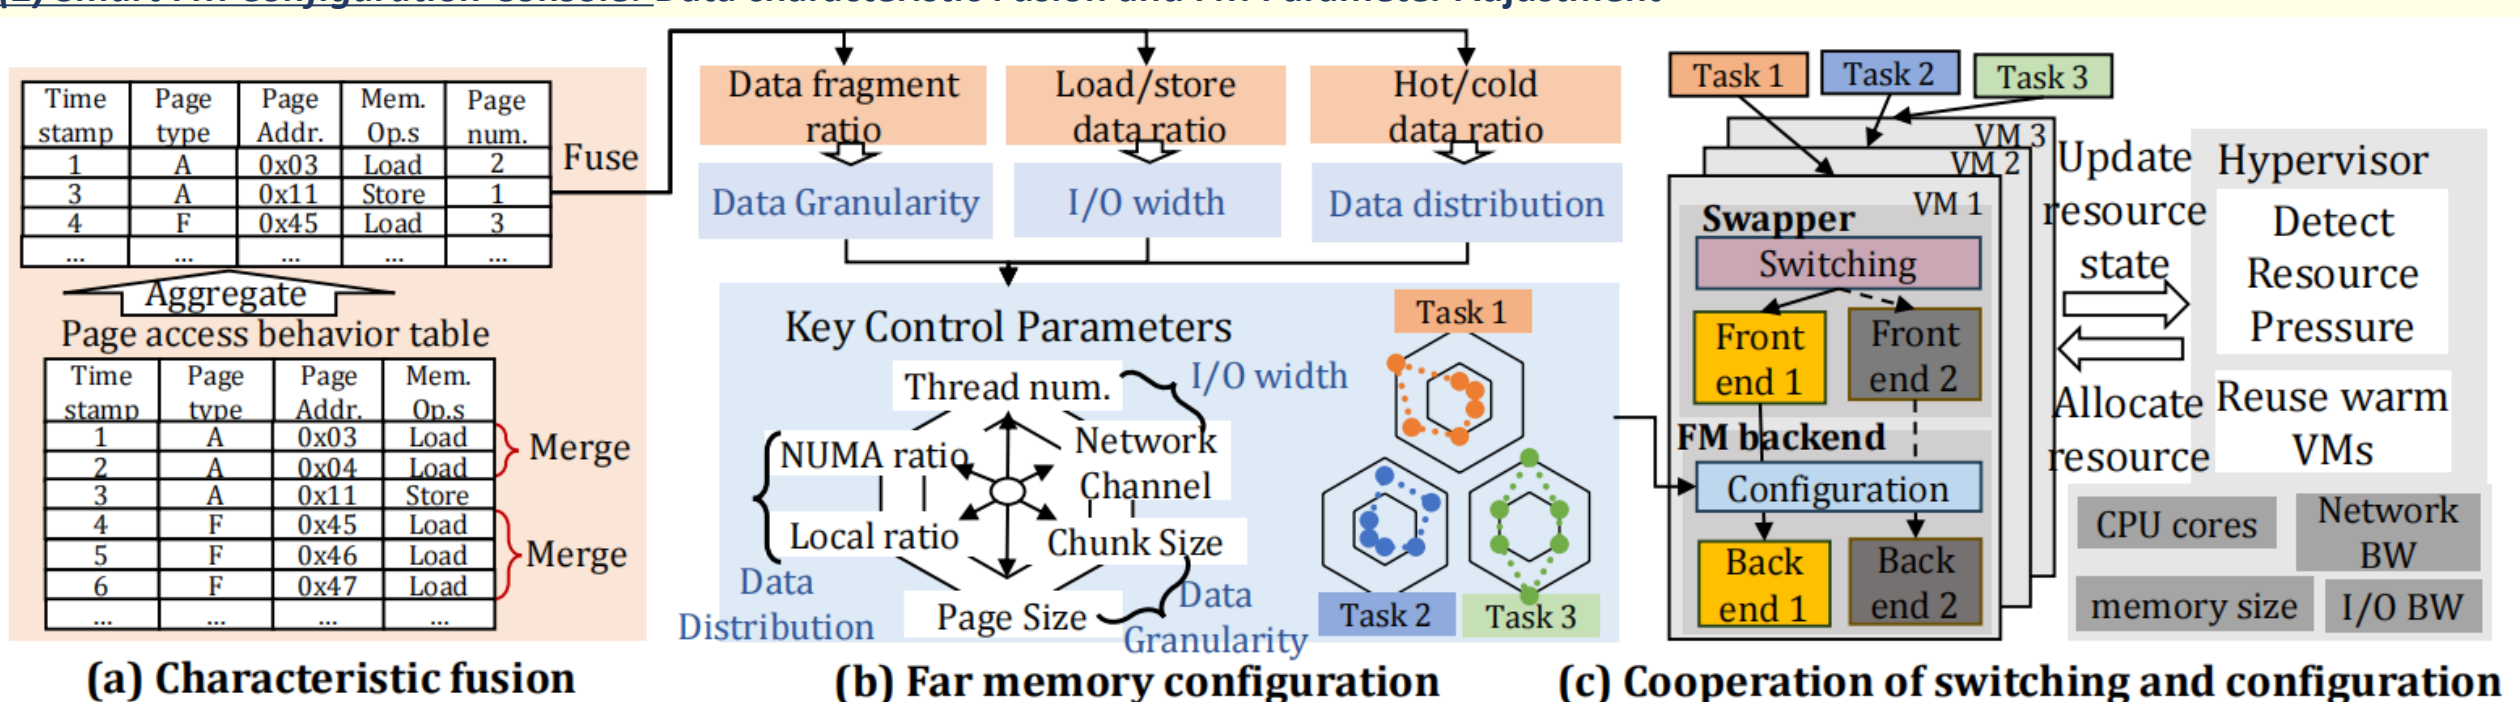 Time stamp Page type Page Addr. Mem. Op.s Page num.
1 A 0x03 Load 2
3 A 0x11 Store 1
4 F 0x45 Load 3
... ... ... ... ...
Fuse
Aggregate
Page access behavior table
Time stamp Page type Page Addr. Mem. Op.s
1 A 0x03 Load
2 A 0x04 Load
3 A 0x11 Store
4 F 0x45 Load
5 F 0x46 Load
6 F 0x47 Load
... ... ... ...
Merge
Merge
(a) Characteristic fusion
Data fragment
ratio
Load/store
data ratio
Hot/cold
data ratio
Data Granularity
I/O width
Data distribution
Key Control Parameters
Thread num.
I/O width
NUMA ratio
Network
Channel
Local ratio
Chunk Size
Page Size
Data
Distribution
Data
Granularity
Task 1
Task 2
Task 3
(b) Far memory configuration
Task 1
Task 2
Task 3
VM 3
VM 2
VM 1
Swapper
Switching
Front
end 1
Front
end 2
FM backend
Configuration
Back
end 1
Back
end 2
Update
resource
state
Allocate
resource
Hypervisor
Detect
Resource
Pressure
Reuse warm
VMs
CPU cores
Network
BW
memory size
I/O BW
(c) Cooperation of switching and configuration